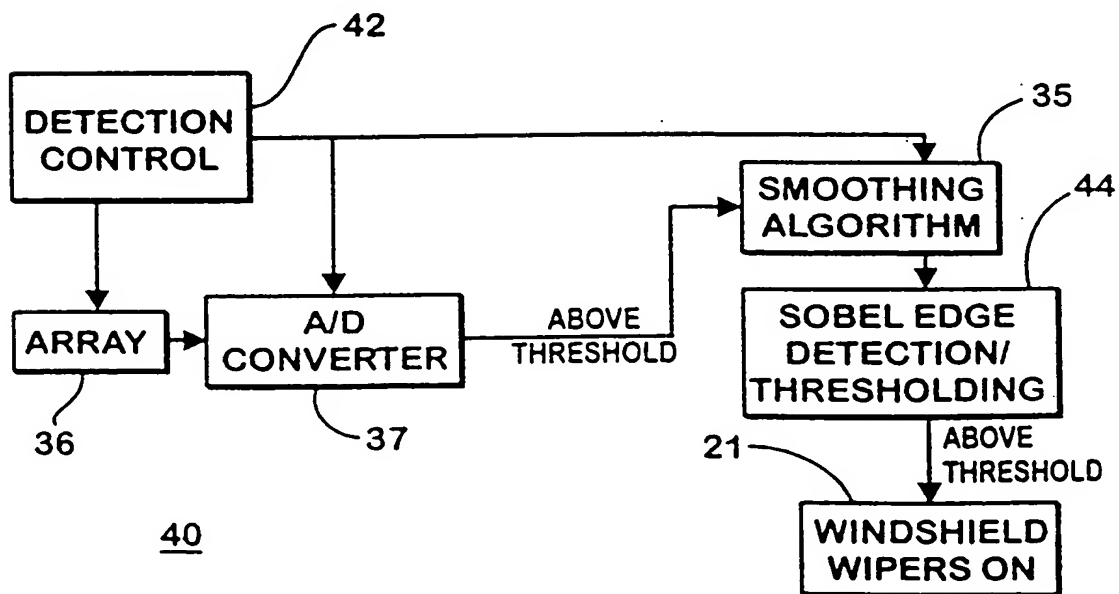 42
DETECTION
CONTROL
35
SMOOTHING
ALGORITHM
44
ARRAY
36
A/D
CONVERTER
37
ABOVE
THRESHOLD
SOBEL EDGE
DETECTION/
THRESHOLDING
ABOVE
THRESHOLD
21
WINDSHIELD
WIPERS ON
40